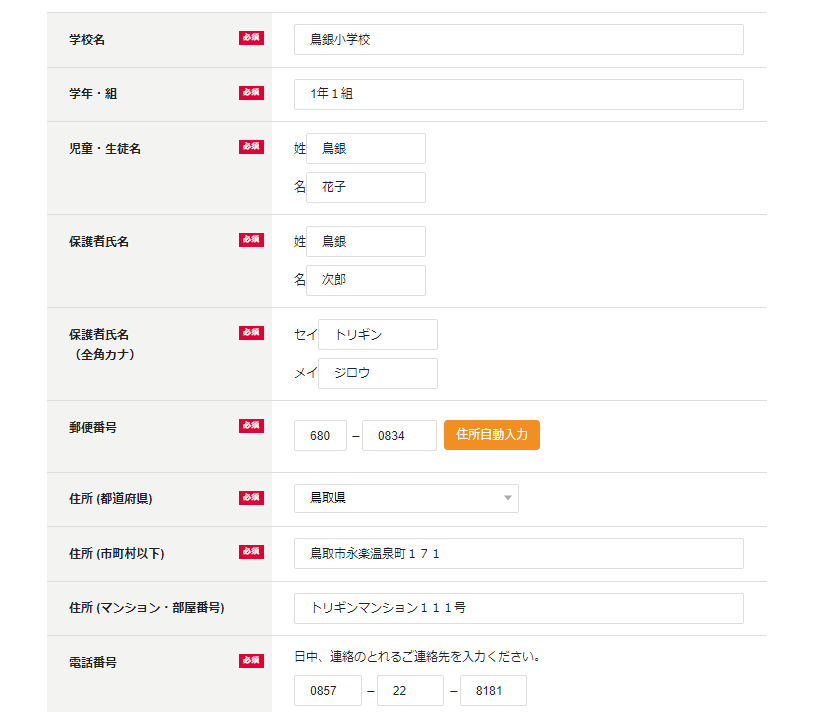 学校名 必須 鳥銀小学校
学年・組 必須 1年１組
児童・生徒名 必須 姓 鳥銀
名 花子
保護者氏名 必須 姓 鳥銀
名 次郎
保護者氏名 必須 セイ トリギン
（全角カナ）
メイ ジロウ
郵便番号 必須 680 – 0834 住所自動入力
住所 (都道府県) 必須 鳥取県
住所 (市町村以下) 必須 鳥取市永楽温泉町１７１
住所 (マンション・部屋番号) トリギンマンション１１１号
電話番号 必須 日中、連絡のとれるご連絡先を入力ください。
0857 – 22 – 8181